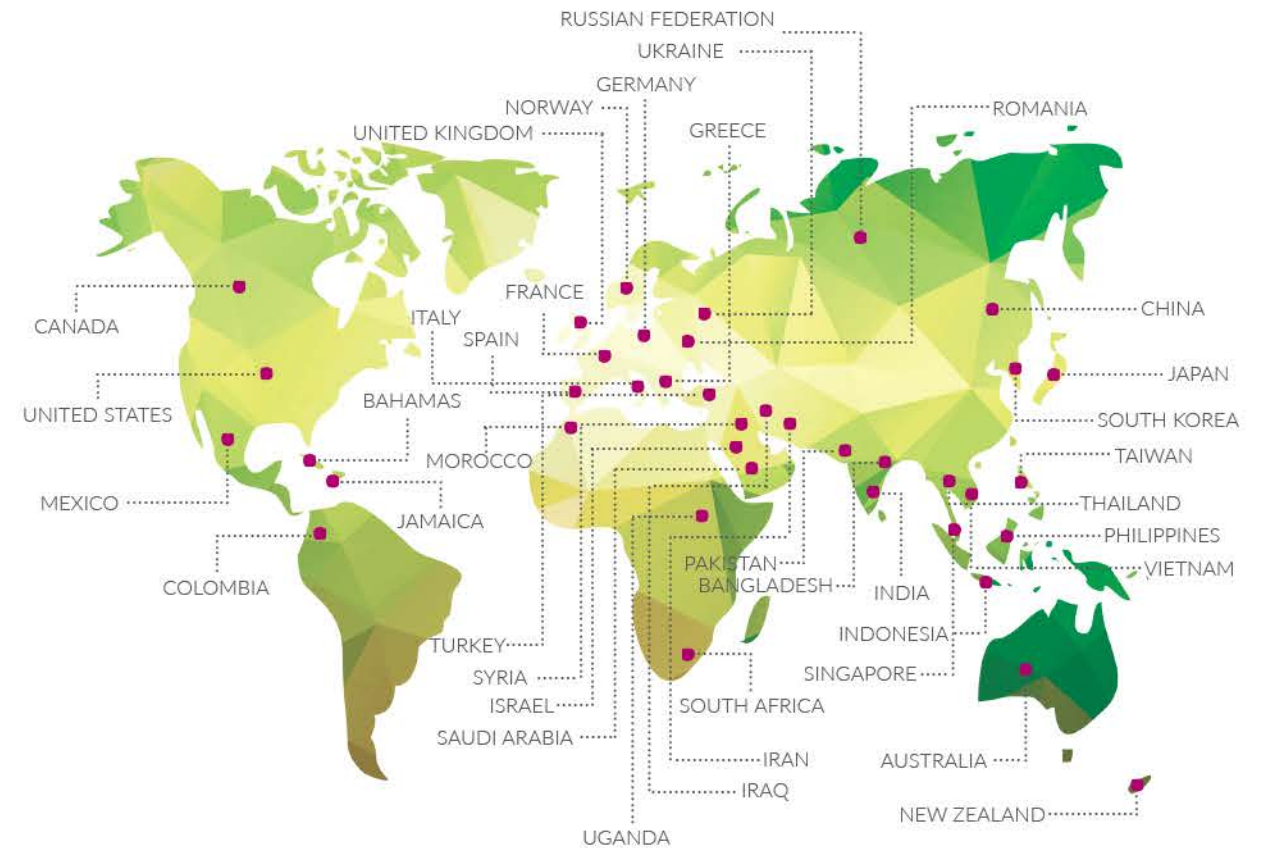 RUSSIAN FEDERATION
UKRAINE
GERMANY
NORWAY
ROMANIA
UNITED KINGDOM
GREECE
FRANCE
CHINA
ITALY
CANADA
SPAIN
JAPAN
BAHAMAS
UNITED STATES
SOUTH KOREA
TAIWAN
MOROCCO
MEXICO
THAILAND
JAMAICA
PHILIPPINES
PAKISTAN
VIETNAM
BANGLADESH
COLOMBIA
INDIA
INDONESIA
TURKEY
SINGAPORE
SYRIA
ISRAEL
SOUTH AFRICA
SAUDI ARABIA
IRAN
AUSTRALIA
IRAQ
NEW ZEALAND
UGANDA